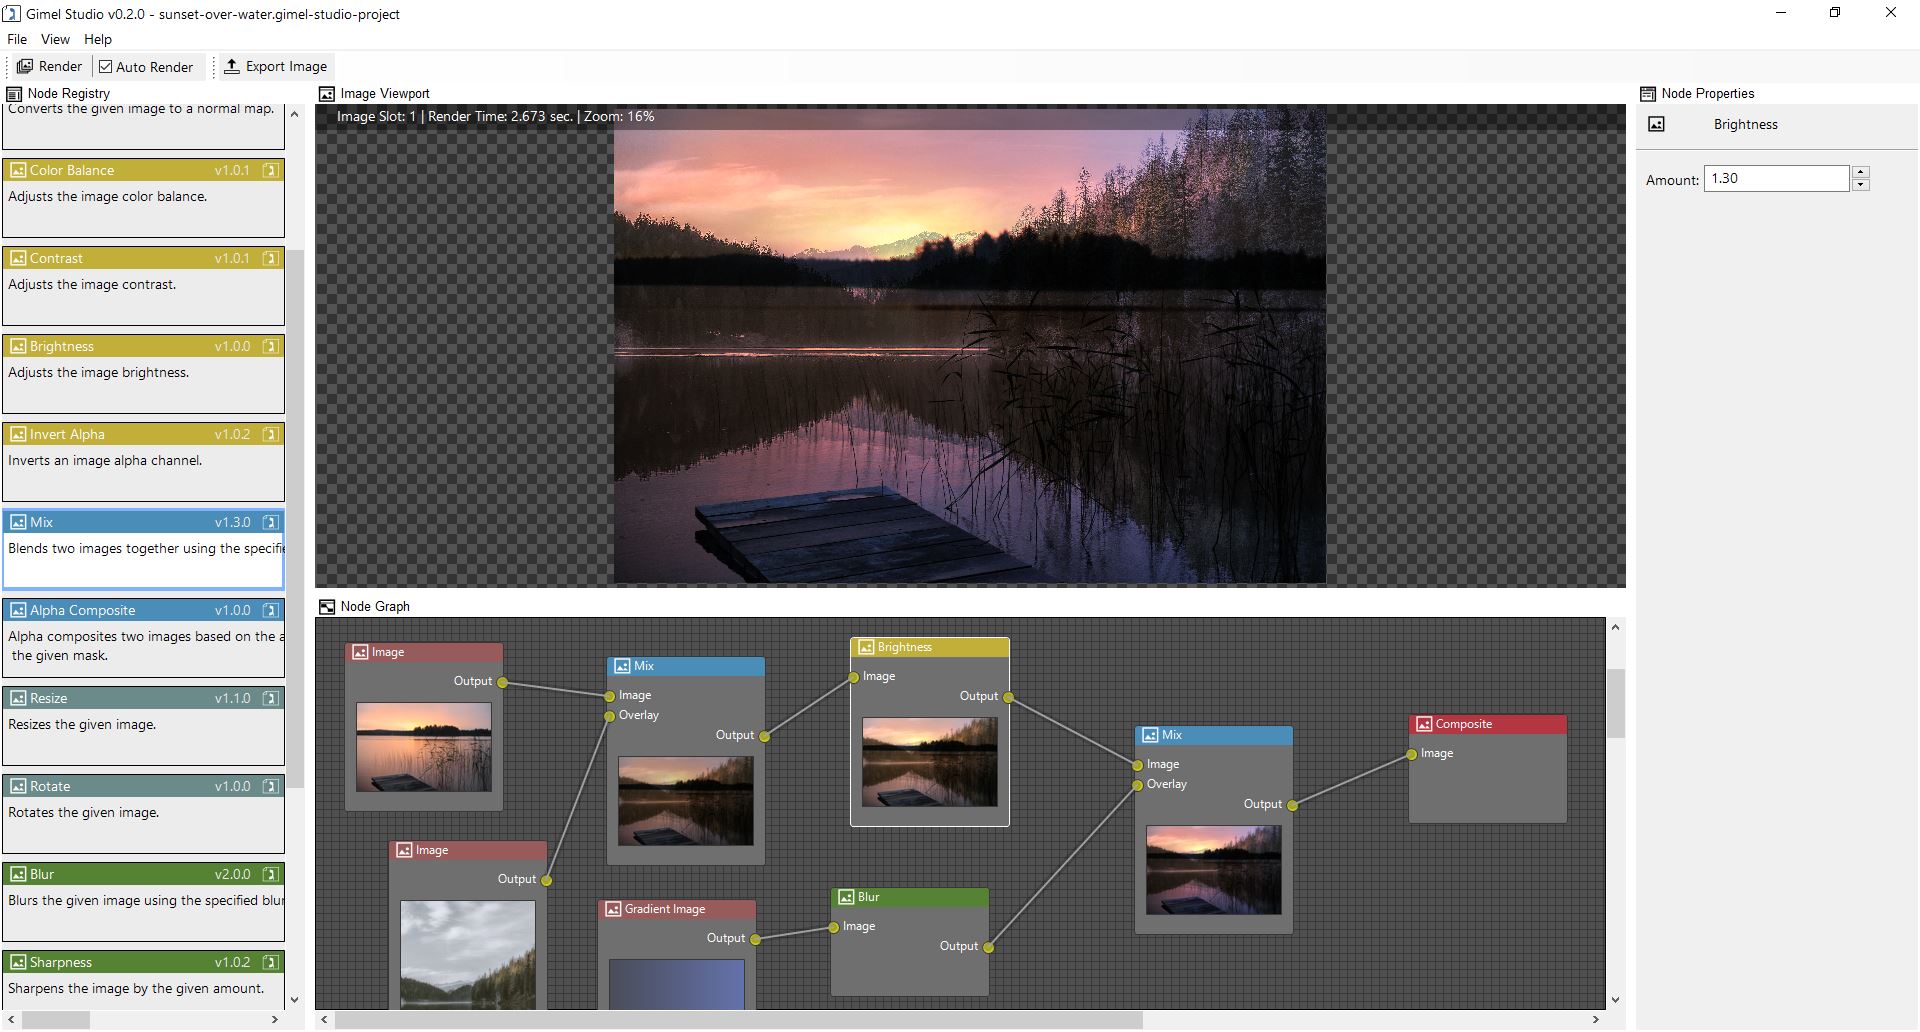 Gimel Studio v0.2.0 - sunset-over-water.gimel-studio-project
File View Help
Render Auto Render Export Image
Node Registry
Converts the given image to a normal map.
Color Balance v1.0.1
Adjusts the image color balance.
Contrast v1.0.1
Adjusts the image contrast.
Brightness v1.0.0
Adjusts the image brightness.
Invert Alpha v1.0.2
Inverts an image alpha channel.
Mix v1.3.0
Blends two images together using the specifi
Alpha Composite v1.0.0
Alpha composites two images based on the a
the given mask.
Resize v1.1.0
Resizes the given image.
Rotate v1.0.0
Rotates the given image.
Blur v2.0.0
Blurs the given image using the specified blur
Sharpness v1.0.2
Sharpens the image by the given amount.
Image Viewport
Image Slot: 1 | Render Time: 2.673 sec. | Zoom: 16%
Node Graph
Image
Output
Image
Output
Mix
Image
Overlay
Output
Gradient Image
Output
Brightness
Image
Output
Blur
Image
Output
Mix
Image
Overlay
Output
Composite
Image
Node Properties
Brightness
Amount: 1.30